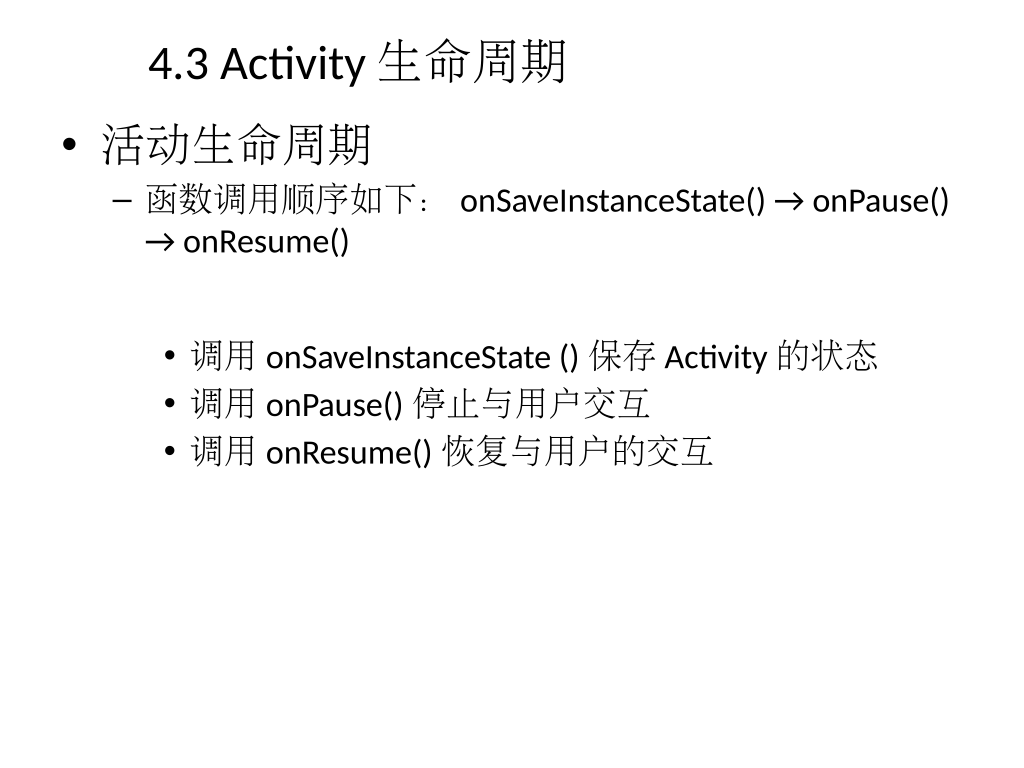 4.3 Activity 生命周期
• 活动生命周期
– 函数调用顺序如下： onSaveInstanceState() → onPause()
→ onResume()
• 调用 onSaveInstanceState () 保存 Activity 的状态
• 调用 onPause() 停止与用户交互
• 调用 onResume() 恢复与用户的交互